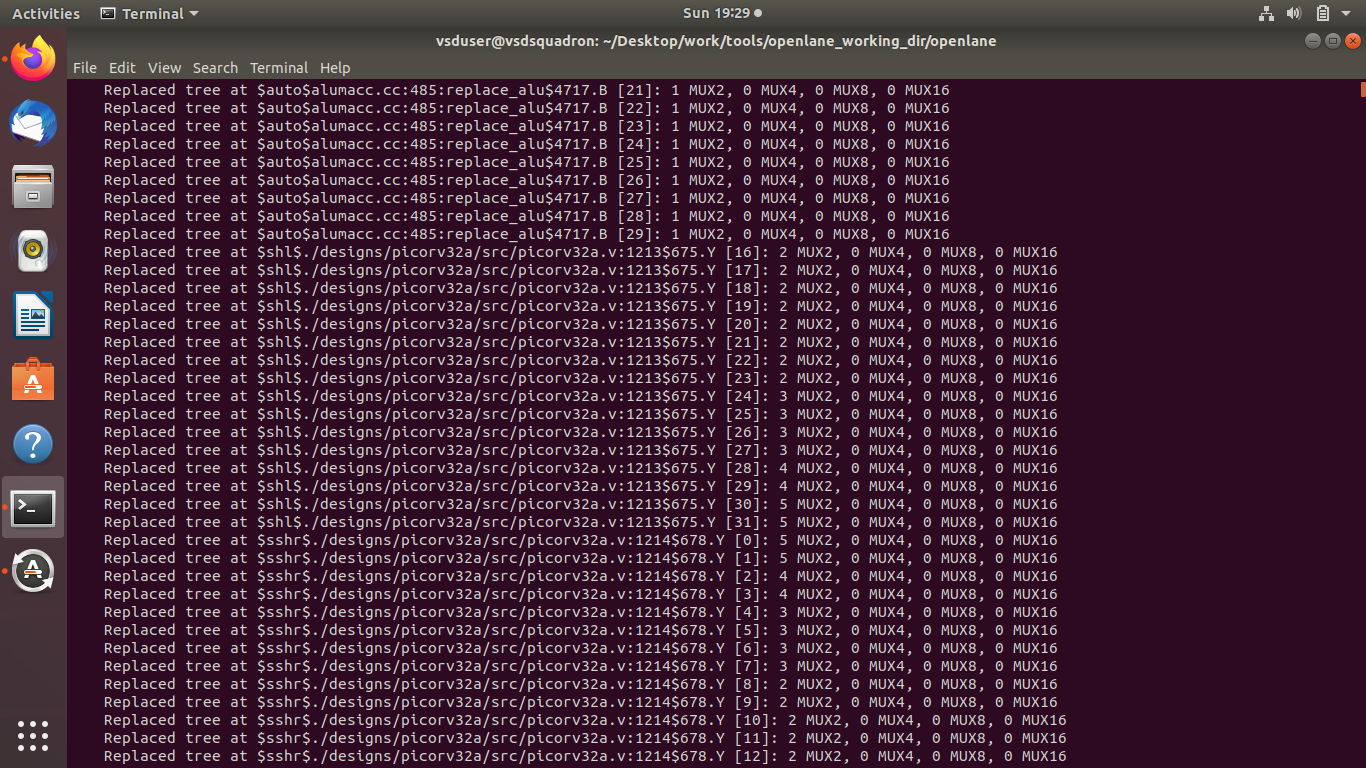 Activities Terminal Sun 19:29
vsduser@vsdsquadron: ~/Desktop/work/tools/openlane_working_dir/openlane
File Edit View Search Terminal Help
Replaced tree at $auto$alumacc.cc:485:replace_alu$4717.B [21]: 1 MUX2, 0 MUX4, 0 MUX8, 0 MUX16
Replaced tree at $auto$alumacc.cc:485:replace_alu$4717.B [22]: 1 MUX2, 0 MUX4, 0 MUX8, 0 MUX16
Replaced tree at $auto$alumacc.cc:485:replace_alu$4717.B [23]: 1 MUX2, 0 MUX4, 0 MUX8, 0 MUX16
Replaced tree at $auto$alumacc.cc:485:replace_alu$4717.B [24]: 1 MUX2, 0 MUX4, 0 MUX8, 0 MUX16
Replaced tree at $auto$alumacc.cc:485:replace_alu$4717.B [25]: 1 MUX2, 0 MUX4, 0 MUX8, 0 MUX16
Replaced tree at $auto$alumacc.cc:485:replace_alu$4717.B [26]: 1 MUX2, 0 MUX4, 0 MUX8, 0 MUX16
Replaced tree at $auto$alumacc.cc:485:replace_alu$4717.B [27]: 1 MUX2, 0 MUX4, 0 MUX8, 0 MUX16
Replaced tree at $auto$alumacc.cc:485:replace_alu$4717.B [28]: 1 MUX2, 0 MUX4, 0 MUX8, 0 MUX16
Replaced tree at $auto$alumacc.cc:485:replace_alu$4717.B [29]: 1 MUX2, 0 MUX4, 0 MUX8, 0 MUX16
Replaced tree at $shl$./designs/picorv32a/src/picorv32a.v:1213$675.Y [16]: 2 MUX2, 0 MUX4, 0 MUX8, 0 MUX16
Replaced tree at $shl$./designs/picorv32a/src/picorv32a.v:1213$675.Y [17]: 2 MUX2, 0 MUX4, 0 MUX8, 0 MUX16
Replaced tree at $shl$./designs/picorv32a/src/picorv32a.v:1213$675.Y [18]: 2 MUX2, 0 MUX4, 0 MUX8, 0 MUX16
Replaced tree at $shl$./designs/picorv32a/src/picorv32a.v:1213$675.Y [19]: 2 MUX2, 0 MUX4, 0 MUX8, 0 MUX16
Replaced tree at $shl$./designs/picorv32a/src/picorv32a.v:1213$675.Y [20]: 2 MUX2, 0 MUX4, 0 MUX8, 0 MUX16
Replaced tree at $shl$./designs/picorv32a/src/picorv32a.v:1213$675.Y [21]: 2 MUX2, 0 MUX4, 0 MUX8, 0 MUX16
Replaced tree at $shl$./designs/picorv32a/src/picorv32a.v:1213$675.Y [22]: 2 MUX2, 0 MUX4, 0 MUX8, 0 MUX16
Replaced tree at $shl$./designs/picorv32a/src/picorv32a.v:1213$675.Y [23]: 2 MUX2, 0 MUX4, 0 MUX8, 0 MUX16
Replaced tree at $shl$./designs/picorv32a/src/picorv32a.v:1213$675.Y [24]: 3 MUX2, 0 MUX4, 0 MUX8, 0 MUX16
Replaced tree at $shl$./designs/picorv32a/src/picorv32a.v:1213$675.Y [25]: 3 MUX2, 0 MUX4, 0 MUX8, 0 MUX16
Replaced tree at $shl$./designs/picorv32a/src/picorv32a.v:1213$675.Y [26]: 3 MUX2, 0 MUX4, 0 MUX8, 0 MUX16
Replaced tree at $shl$./designs/picorv32a/src/picorv32a.v:1213$675.Y [27]: 3 MUX2, 0 MUX4, 0 MUX8, 0 MUX16
Replaced tree at $shl$./designs/picorv32a/src/picorv32a.v:1213$675.Y [28]: 4 MUX2, 0 MUX4, 0 MUX8, 0 MUX16
Replaced tree at $shl$./designs/picorv32a/src/picorv32a.v:1213$675.Y [29]: 4 MUX2, 0 MUX4, 0 MUX8, 0 MUX16
Replaced tree at $shl$./designs/picorv32a/src/picorv32a.v:1213$675.Y [30]: 5 MUX2, 0 MUX4, 0 MUX8, 0 MUX16
Replaced tree at $shl$./designs/picorv32a/src/picorv32a.v:1213$675.Y [31]: 5 MUX2, 0 MUX4, 0 MUX8, 0 MUX16
Replaced tree at $sshr$./designs/picorv32a/src/picorv32a.v:1214$678.Y [0]: 5 MUX2, 0 MUX4, 0 MUX8, 0 MUX16
Replaced tree at $sshr$./designs/picorv32a/src/picorv32a.v:1214$678.Y [1]: 5 MUX2, 0 MUX4, 0 MUX8, 0 MUX16
Replaced tree at $sshr$./designs/picorv32a/src/picorv32a.v:1214$678.Y [2]: 4 MUX2, 0 MUX4, 0 MUX8, 0 MUX16
Replaced tree at $sshr$./designs/picorv32a/src/picorv32a.v:1214$678.Y [3]: 4 MUX2, 0 MUX4, 0 MUX8, 0 MUX16
Replaced tree at $sshr$./designs/picorv32a/src/picorv32a.v:1214$678.Y [4]: 3 MUX2, 0 MUX4, 0 MUX8, 0 MUX16
Replaced tree at $sshr$./designs/picorv32a/src/picorv32a.v:1214$678.Y [5]: 3 MUX2, 0 MUX4, 0 MUX8, 0 MUX16
Replaced tree at $sshr$./designs/picorv32a/src/picorv32a.v:1214$678.Y [6]: 3 MUX2, 0 MUX4, 0 MUX8, 0 MUX16
Replaced tree at $sshr$./designs/picorv32a/src/picorv32a.v:1214$678.Y [7]: 3 MUX2, 0 MUX4, 0 MUX8, 0 MUX16
Replaced tree at $sshr$./designs/picorv32a/src/picorv32a.v:1214$678.Y [8]: 2 MUX2, 0 MUX4, 0 MUX8, 0 MUX16
Replaced tree at $sshr$./designs/picorv32a/src/picorv32a.v:1214$678.Y [9]: 2 MUX2, 0 MUX4, 0 MUX8, 0 MUX16
Replaced tree at $sshr$./designs/picorv32a/src/picorv32a.v:1214$678.Y [10]: 2 MUX2, 0 MUX4, 0 MUX8, 0 MUX16
Replaced tree at $sshr$./designs/picorv32a/src/picorv32a.v:1214$678.Y [11]: 2 MUX2, 0 MUX4, 0 MUX8, 0 MUX16
Replaced tree at $sshr$./designs/picorv32a/src/picorv32a.v:1214$678.Y [12]: 2 MUX2, 0 MUX4, 0 MUX8, 0 MUX16